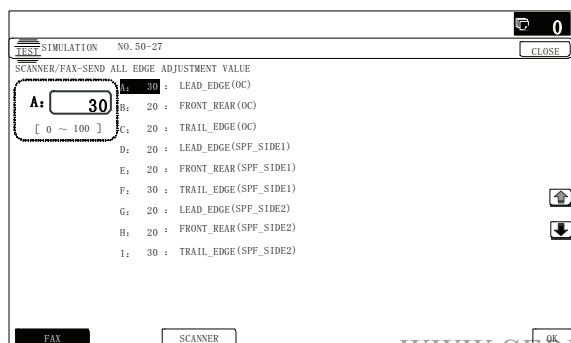 0
TEST SIMULATION NO.50-27
CLOSE
SCANNER/FAX-SEND ALL EDGE ADJUSTMENT VALUE
A: 30
[ 0 ~ 100 ]
A: 30 : LEAD_EDGE(OC)
B: 20 : FRONT_REAR(OC)
C: 20 : TRAIL_EDGE(OC)
D: 20 : LEAD_EDGE(SPF_SIDE1)
E: 20 : FRONT_REAR(SPF_SIDE1)
F: 30 : TRAIL_EDGE(SPF_SIDE1)
G: 20 : LEAD_EDGE(SPF_SIDE2)
H: 20 : FRONT_REAR(SPF_SIDE2)
I: 30 : TRAIL_EDGE(SPF_SIDE2)
FAX SCANNER OK